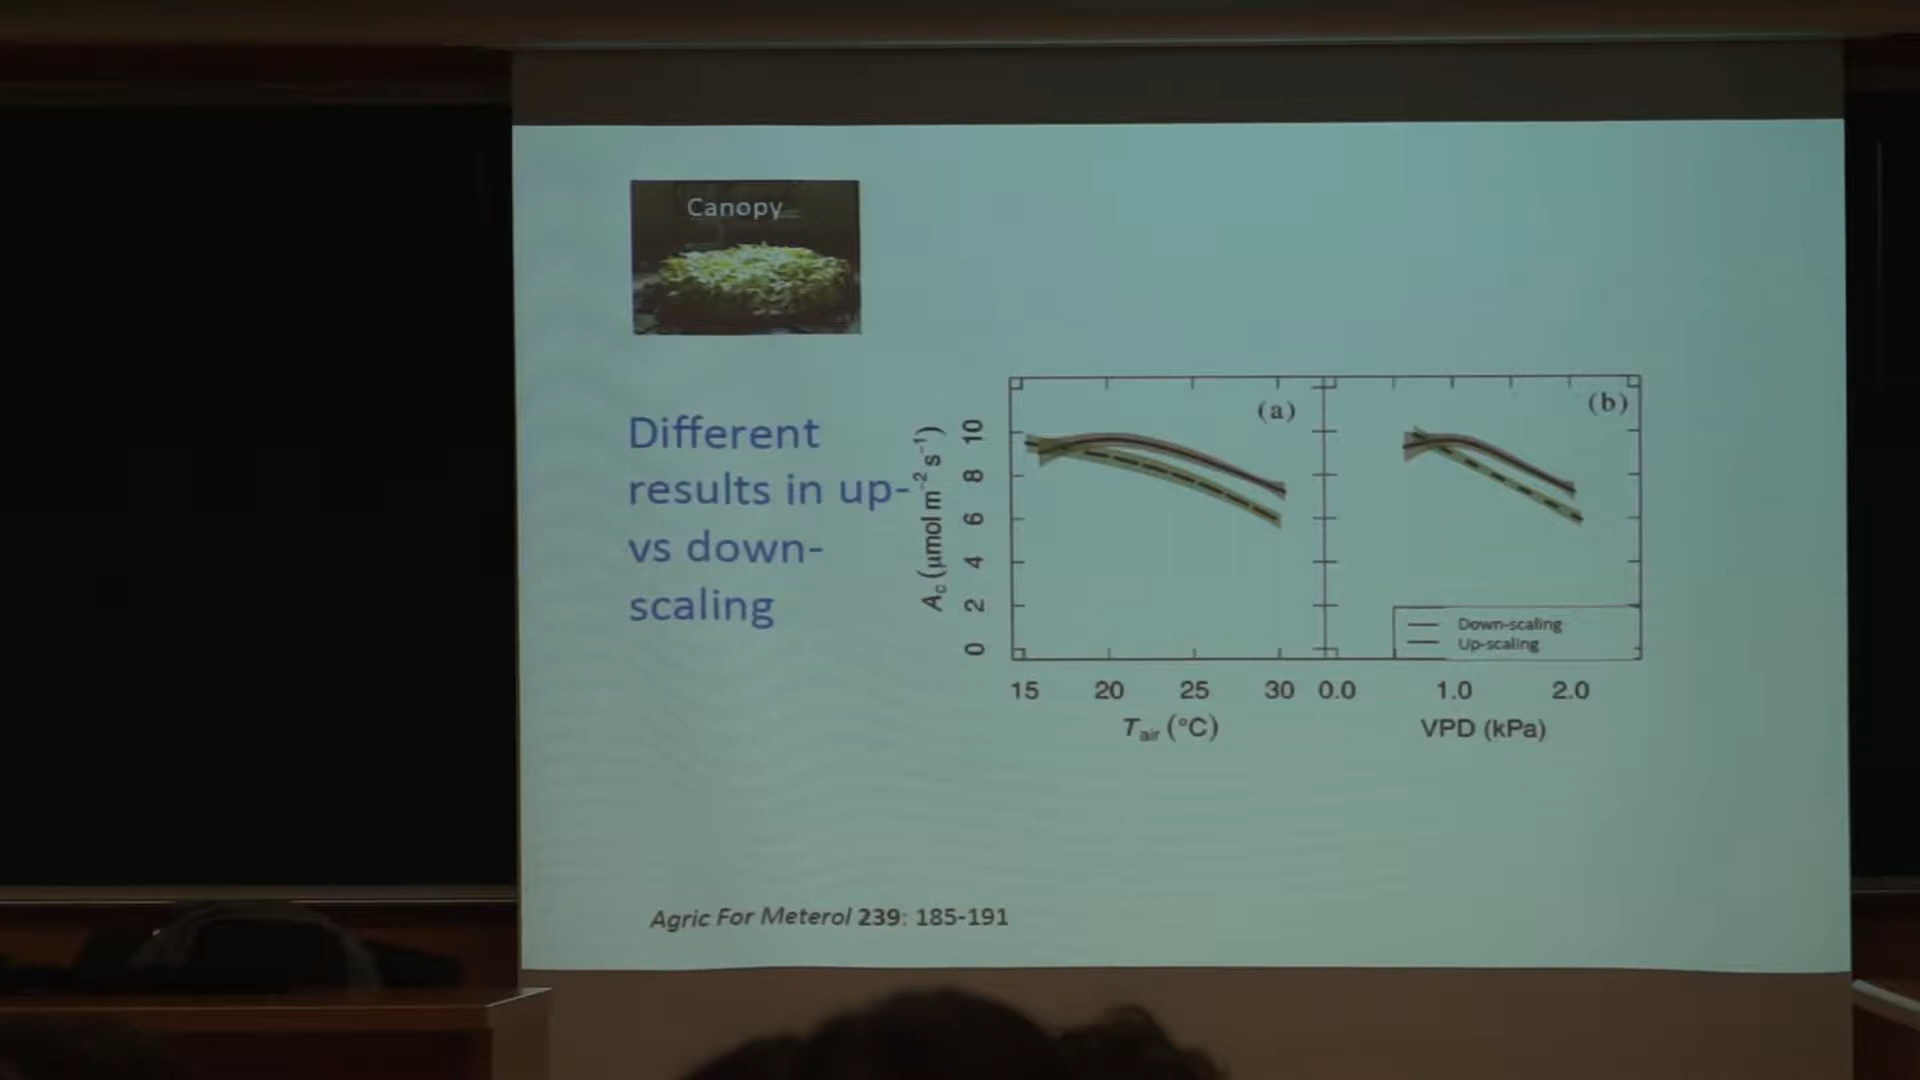 Canopy
Different
results in up-
vs down-
scaling
A_c (μmol m⁻² s⁻¹)
10
8
6
4
2
0
(a)
(b)
Down-scaling
Up-scaling
15 20 25 30 0.0 1.0 2.0
T_air (°C)
VPD (kPa)
Agric For Meterol 239: 185-191